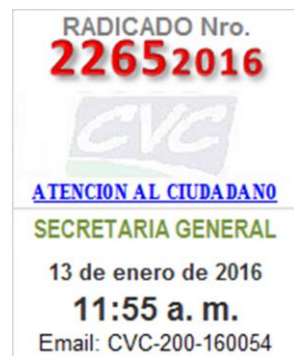 RADICADO Nro.
22652016
CVC
ATENCION AL CIUDADANO
SECRETARIA GENERAL
13 de enero de 2016
11:55 a. m.
Email: CVC-200-160054